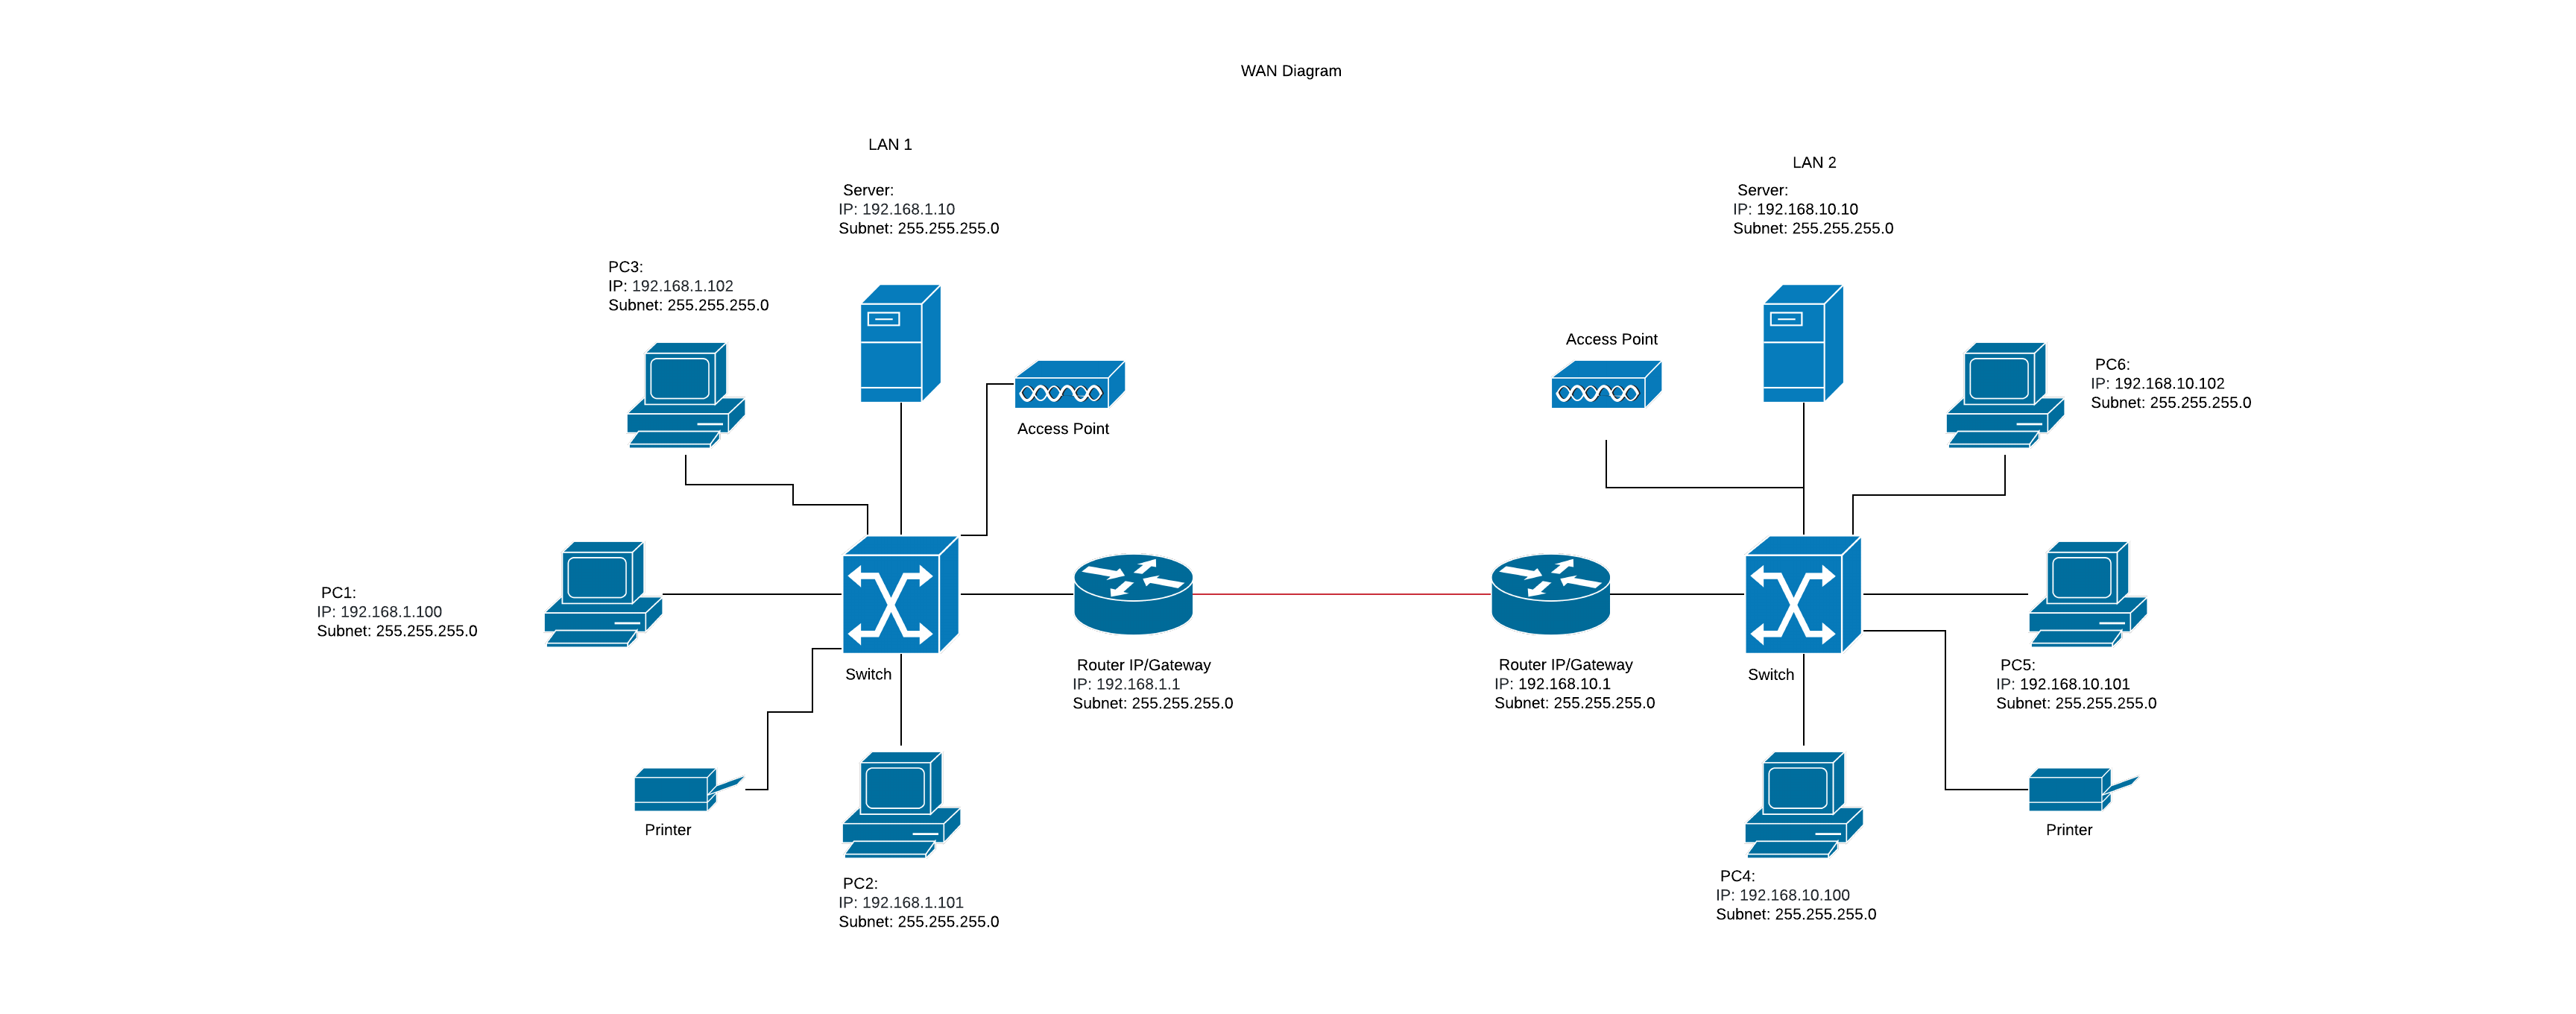 WAN Diagram
LAN 1
Server:
IP: 192.168.1.10
Subnet: 255.255.255.0
PC3:
IP: 192.168.1.102
Subnet: 255.255.255.0
Access Point
PC1:
IP: 192.168.1.100
Subnet: 255.255.255.0
Switch
Router IP/Gateway
IP: 192.168.1.1
Subnet: 255.255.255.0
Printer
PC2:
IP: 192.168.1.101
Subnet: 255.255.255.0
LAN 2
Server:
IP: 192.168.10.10
Subnet: 255.255.255.0
Access Point
PC6:
IP: 192.168.10.102
Subnet: 255.255.255.0
Router IP/Gateway
IP: 192.168.10.1
Subnet: 255.255.255.0
Switch
PC5:
IP: 192.168.10.101
Subnet: 255.255.255.0
Printer
PC4:
IP: 192.168.10.100
Subnet: 255.255.255.0